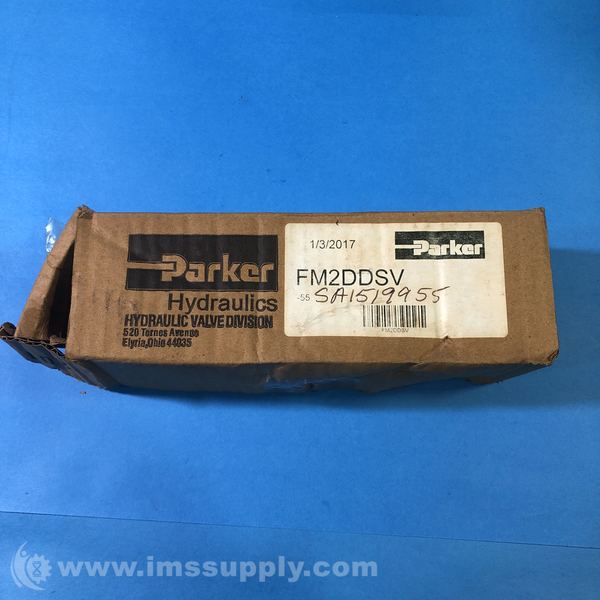 Parker
Hydraulics
HYDRAULIC VALVE DIVISION
520 Ternes Avenue
Elyria,Ohio 44035
1/3/2017
Parker
FM2DDSV
-55 SA1519955
FM2DDSV
www.imssupply.com